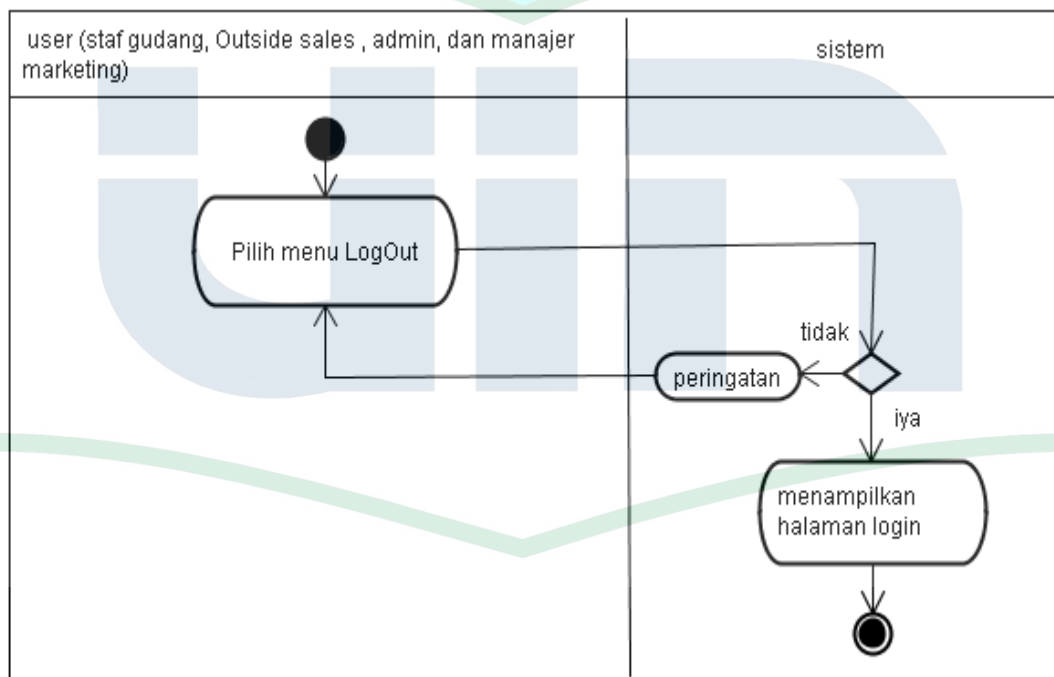 user (staf gudang, Outside sales , admin, dan manajer
marketing)
sistem
Pilih menu LogOut
tidak
peringatan
iya
menampilkan
halaman login
uin